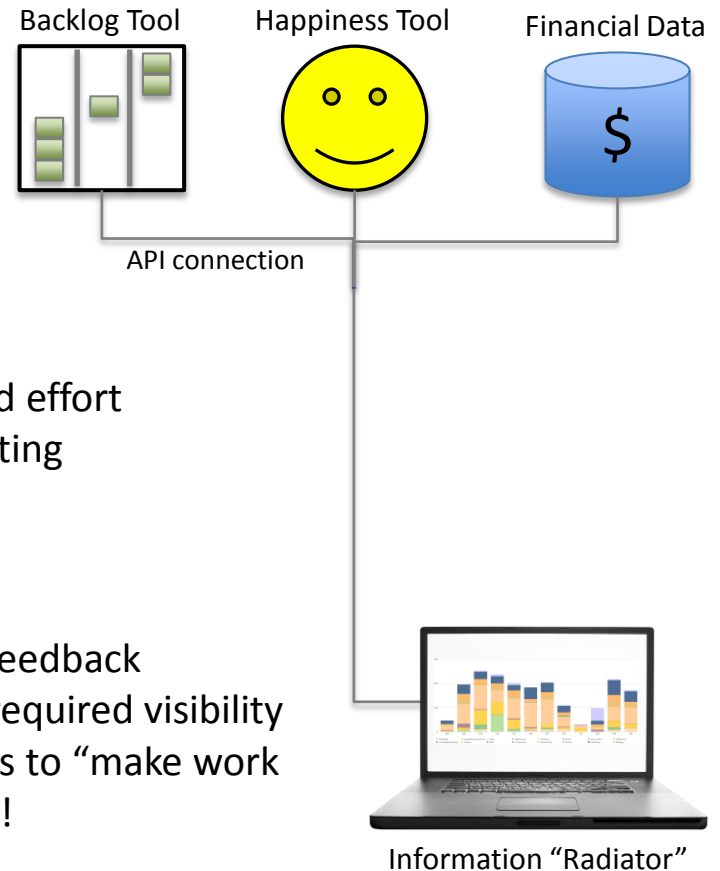 Backlog Tool
Happiness Tool
Financial Data
$
API connection
d effort
ting
eedback
equired visibility
s to “make work
!
Information “Radiator”